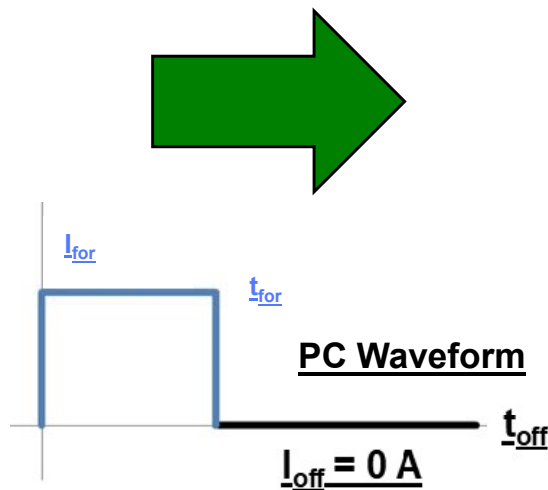 I_for
t_for
PC Waveform
t_off
I_off = 0 A